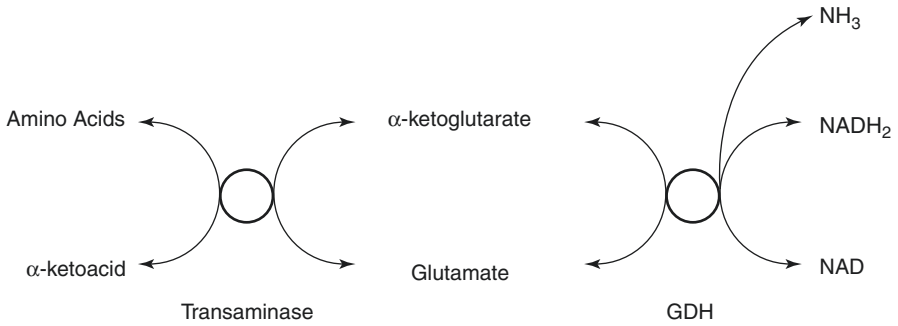 NH₃
Amino Acids
α-ketoglutarate
NADH₂
α-ketoacid
Glutamate
NAD
Transaminase
GDH